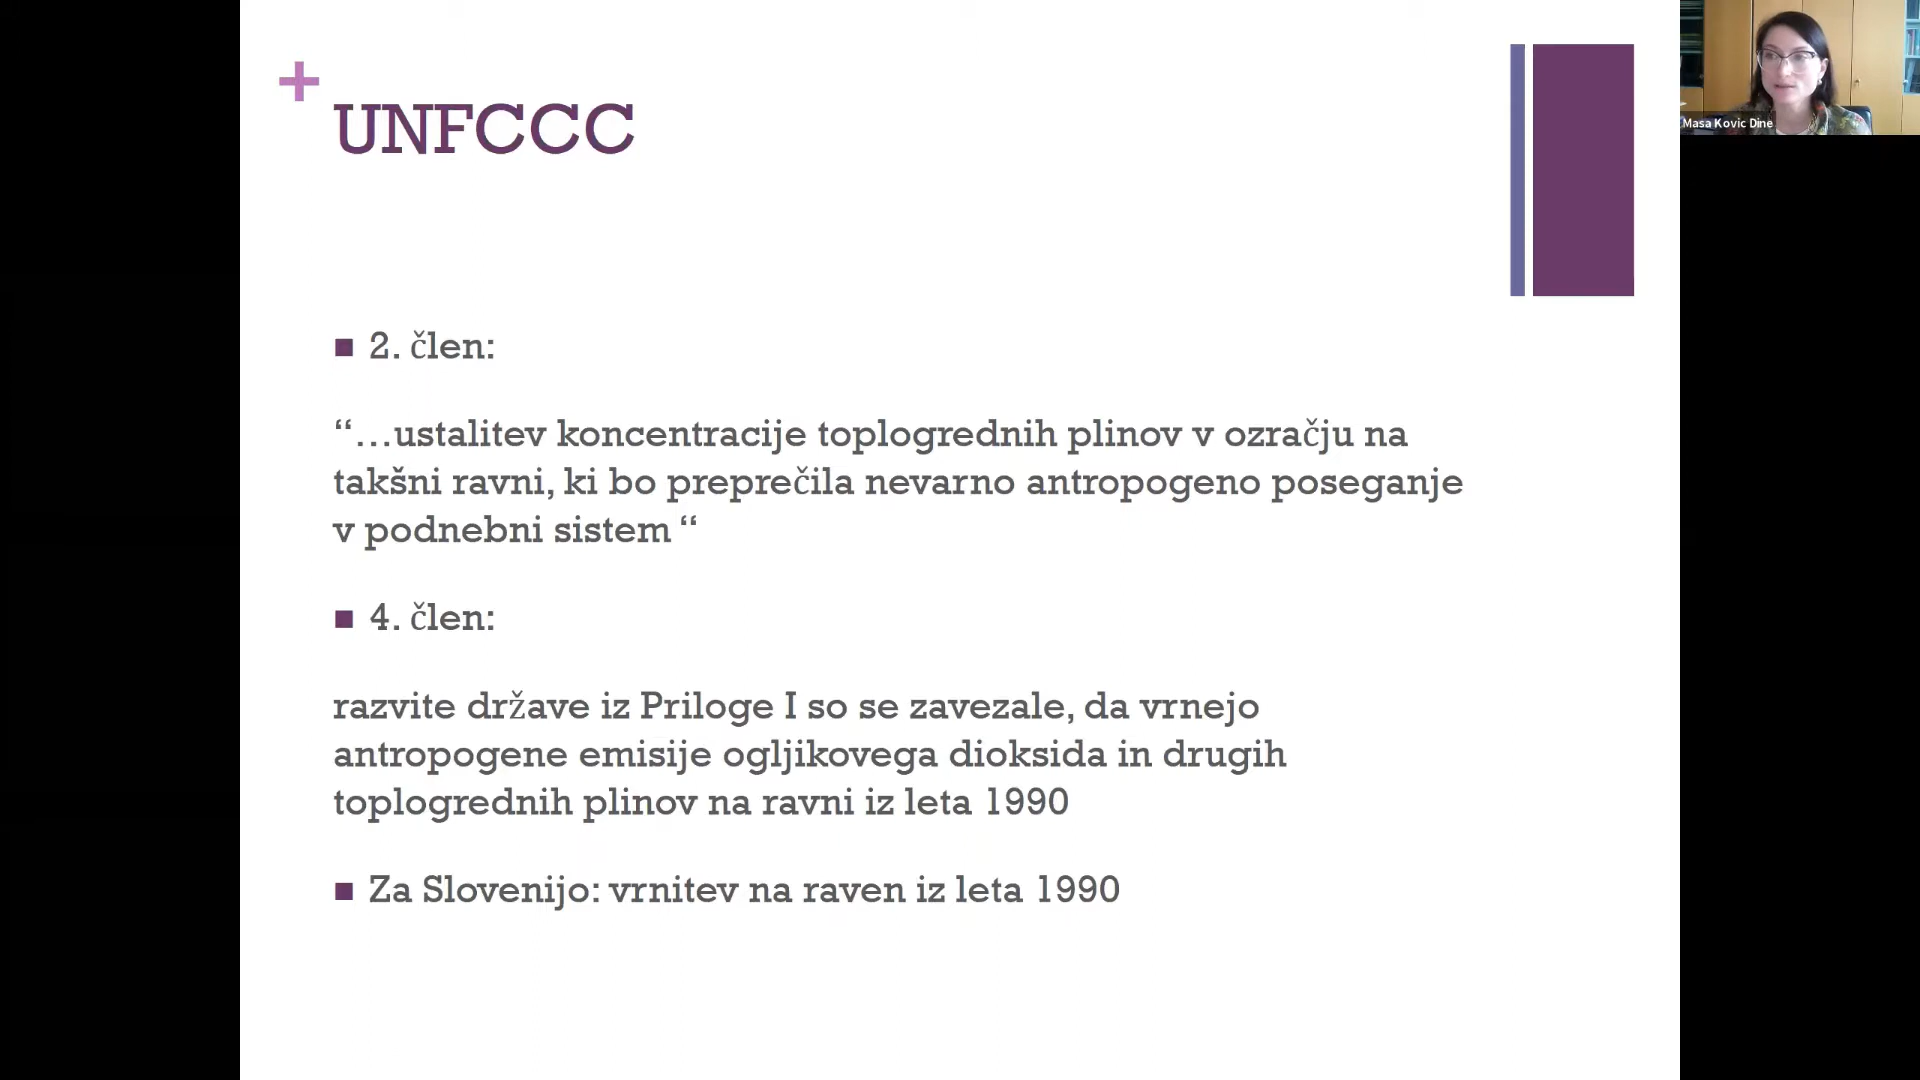 +
UNFCCC
2. člen:
“…ustalitev koncentracije toplogrednih plinov v ozračju na
takšni ravni, ki bo preprečila nevarno antropogeno poseganje
v podnebni sistem “
4. člen:
razvite države iz Priloge I so se zavezale, da vrnejo
antropogene emisije ogljikovega dioksida in drugih
toplogrednih plinov na ravni iz leta 1990
Za Slovenijo: vrnitev na raven iz leta 1990
Masa Kovic Dine